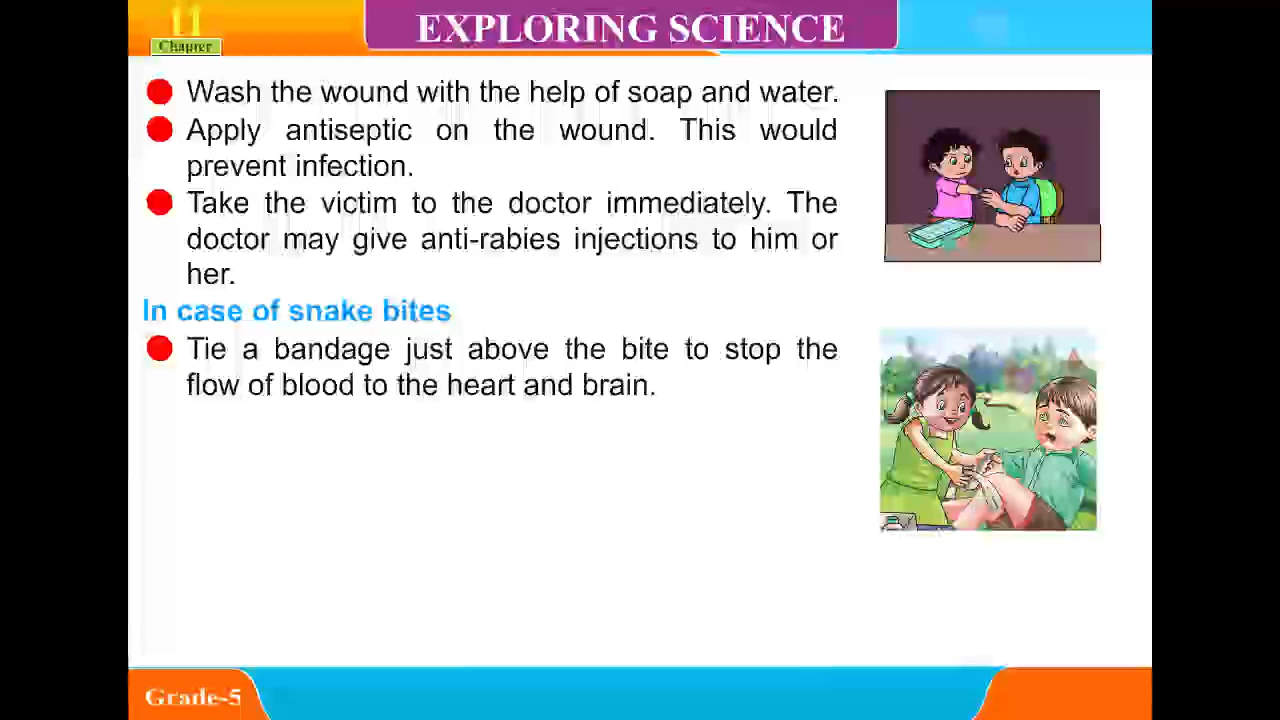 11
Chapter
EXPLORING SCIENCE
Wash the wound with the help of soap and water.
Apply antiseptic on the wound. This would
prevent infection.
Take the victim to the doctor immediately. The
doctor may give anti-rabies injections to him or
her.
In case of snake bites
Tie a bandage just above the bite to stop the
flow of blood to the heart and brain.
Grade-5